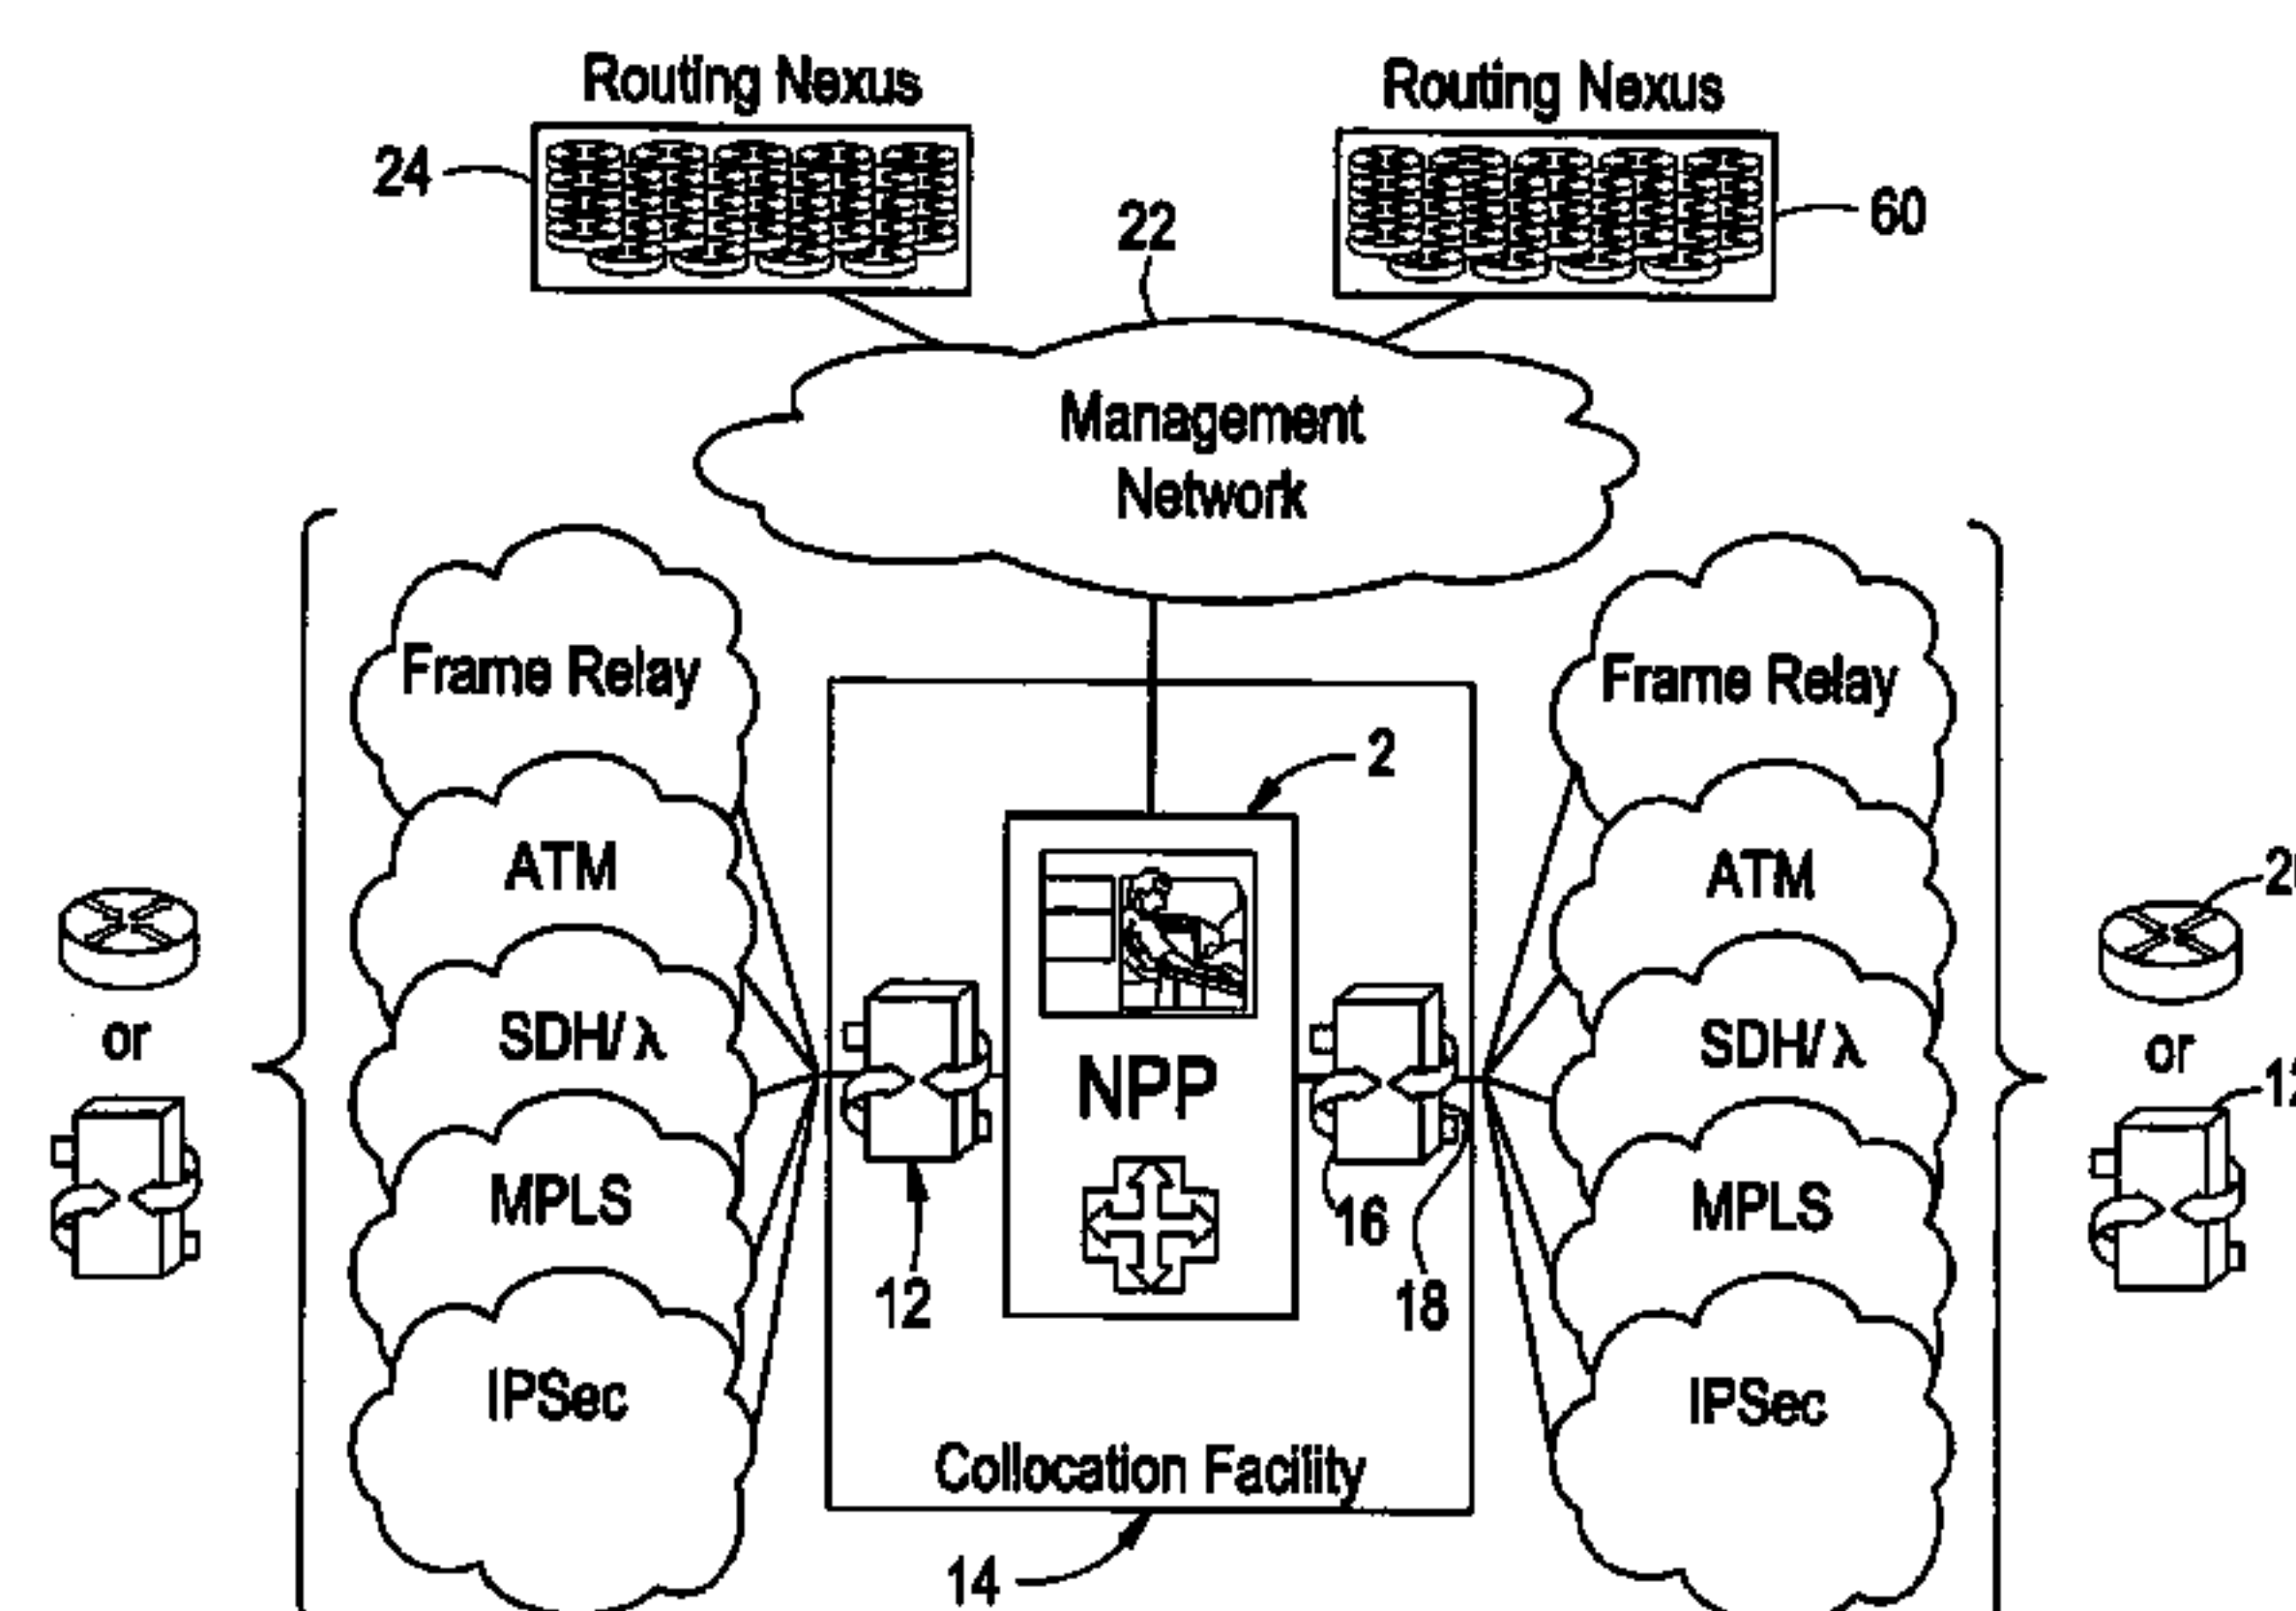 Routing Nexus
Routing Nexus
24
22
60
Management
Network
Frame Relay
Frame Relay
2
ATM
ATM
or
SDH/λ
NPP
SDH/λ
or
MPLS
16
MPLS
12
18
IPSec
IPSec
Collocation Facility
14